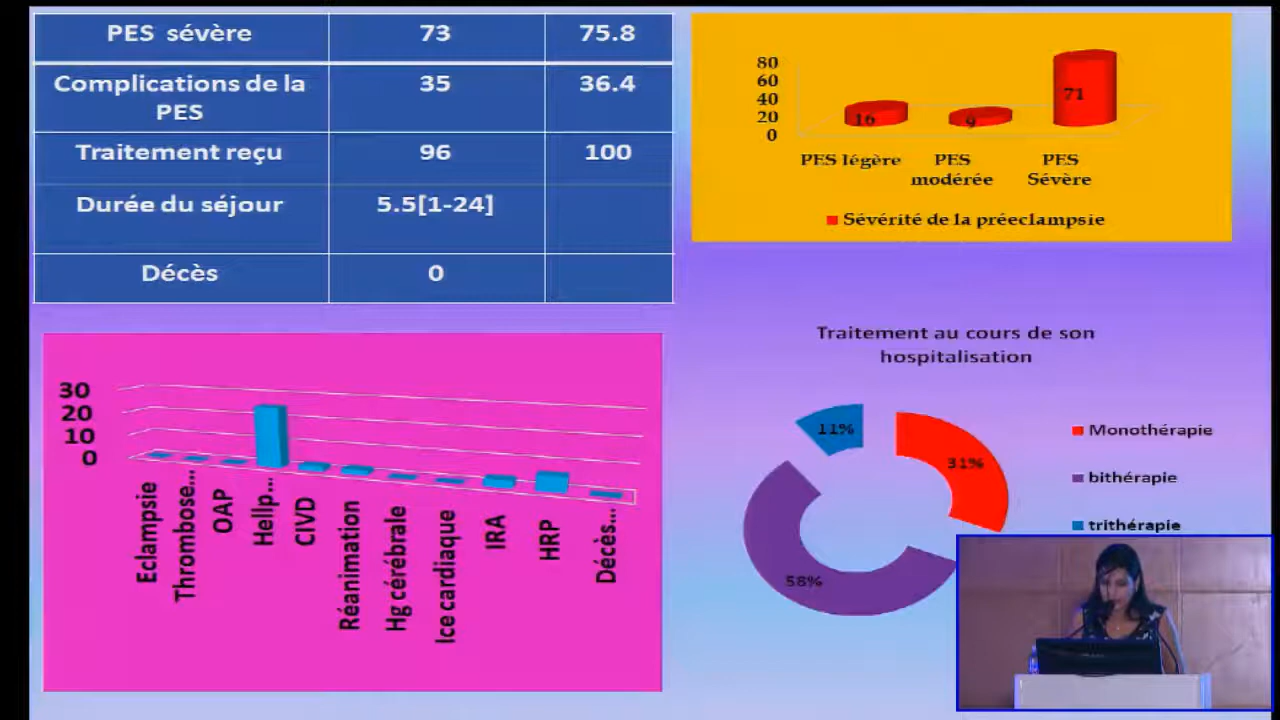 PES sévère 73 75.8
Complications de la
PES 35 36.4
Traitement reçu 96 100
Durée du séjour 5.5[1-24]
Décès 0
80
60
40
20
0
16
9
71
PES légère
PES
modérée
PES
Sévère
Sévérité de la préeclampsie
30
20
10
0
Eclampsie
Thrombose...
OAP
Hellp...
CIVD
Réanimation
Hg cérébrale
Ice cardiaque
IRA
HRP
Décès...
Traitement au cours de son
hospitalisation
11%
31%
58%
Monothérapie
bithérapie
trithérapie